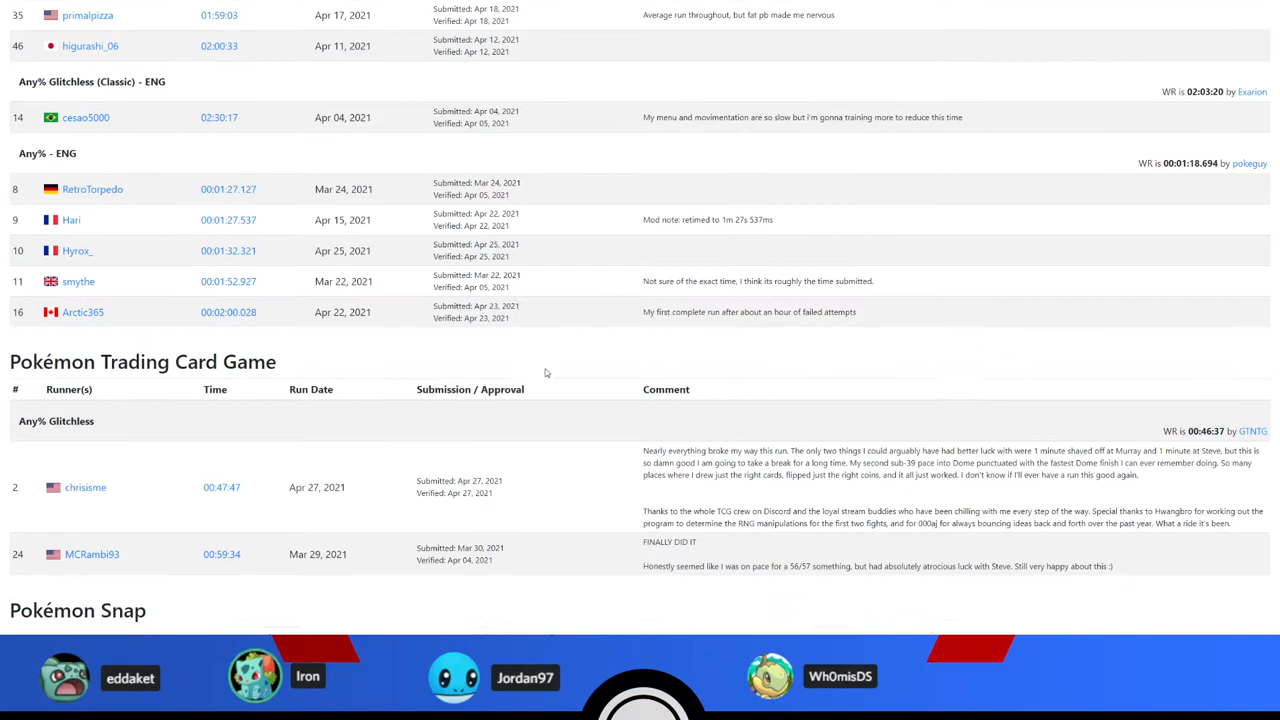 35 primalpizza 01:59:03 Apr 17, 2021 Submitted: Apr 18, 2021 Average run throughout, but fat pb made me nervous
Verified: Apr 18, 2021
46 higurashi_06 02:00:33 Apr 11, 2021 Submitted: Apr 12, 2021
Verified: Apr 12, 2021
Any% Glitchless (Classic) - ENG
WR is 02:03:20 by Exarion
14 cesao5000 02:30:17 Apr 04, 2021 Submitted: Apr 04, 2021 My menu and movimentation are so slow but i'm gonna training more to reduce this time
Verified: Apr 05, 2021
Any% - ENG
WR is 00:01:18.694 by pokeguy
8 RetroTorpedo 00:01:27.127 Mar 24, 2021 Submitted: Mar 24, 2021
Verified: Apr 05, 2021
9 Hari 00:01:27.537 Apr 15, 2021 Submitted: Apr 22, 2021 Mod note: retimed to 1m 27s 537ms
Verified: Apr 22, 2021
10 Hyrox_ 00:01:32.321 Apr 25, 2021 Submitted: Apr 25, 2021
Verified: Apr 25, 2021
11 smythe 00:01:52.927 Mar 22, 2021 Submitted: Mar 22, 2021 Not sure of the exact time, I think its roughly the time submitted.
Verified: Apr 05, 2021
16 Arctic365 00:02:00.028 Apr 22, 2021 Submitted: Apr 23, 2021 My first complete run after about an hour of failed attempts
Verified: Apr 23, 2021
Pokémon Trading Card Game
# Runner(s) Time Run Date Submission / Approval Comment
Any% Glitchless
WR is 00:46:37 by GTNTG
2 chrisisme 00:47:47 Apr 27, 2021 Submitted: Apr 27, 2021
Verified: Apr 27, 2021
Nearly everything broke my way this run. The only two things I could arguably have had better luck with were 1 minute shaved off at Murray and 1 minute at Steve, but this is
so damn good I am going to take a break for a long time. My second sub-39 pace into Dome punctuated with the fastest Dome finish I can ever remember doing. So many
places where I drew just the right cards, flipped just the right coins, and it all just worked. I don't know if I'll ever have a run this good again.
Thanks to the whole TCG crew on Discord and the loyal stream buddies who have been chilling with me every step of the way. Special thanks to Hwangbro for working out the
program to determine the RNG manipulations for the first two fights, and for 000aj for always bouncing ideas back and forth over the past year. What a ride it's been.
24 MCRambi93 00:59:34 Mar 29, 2021 Submitted: Mar 30, 2021
Verified: Apr 04, 2021
FINALLY DID IT
Honestly seemed like I was on pace for a 56/57 something, but had absolutely atrocious luck with Steve. Still very happy about this :)
Pokémon Snap
eddaket Iron Jordan97 Wh0misDS